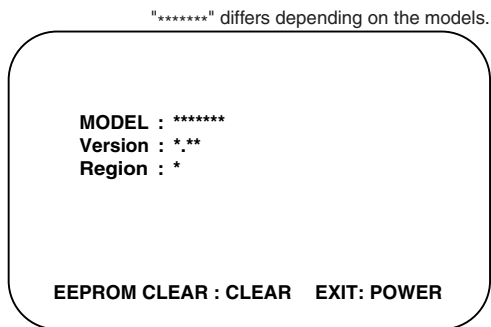 "*******" differs depending on the models.
MODEL : *******
Version : *.**
Region : *
EEPROM CLEAR : CLEAR EXIT: POWER